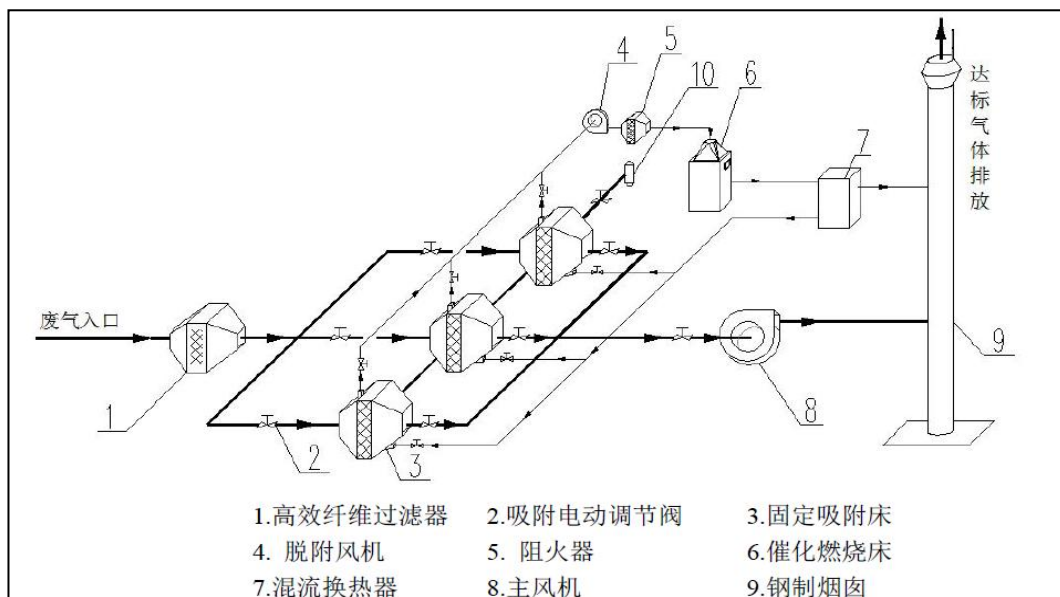 4
5
10
6
7
达标气体排放
废气入口
1
2
3
8
9
1.高效纤维过滤器 2.吸附电动调节阀 3.固定吸附床
4. 脱附风机 5. 阻火器 6.催化燃烧床
7.混流换热器 8.主风机 9.钢制烟囱